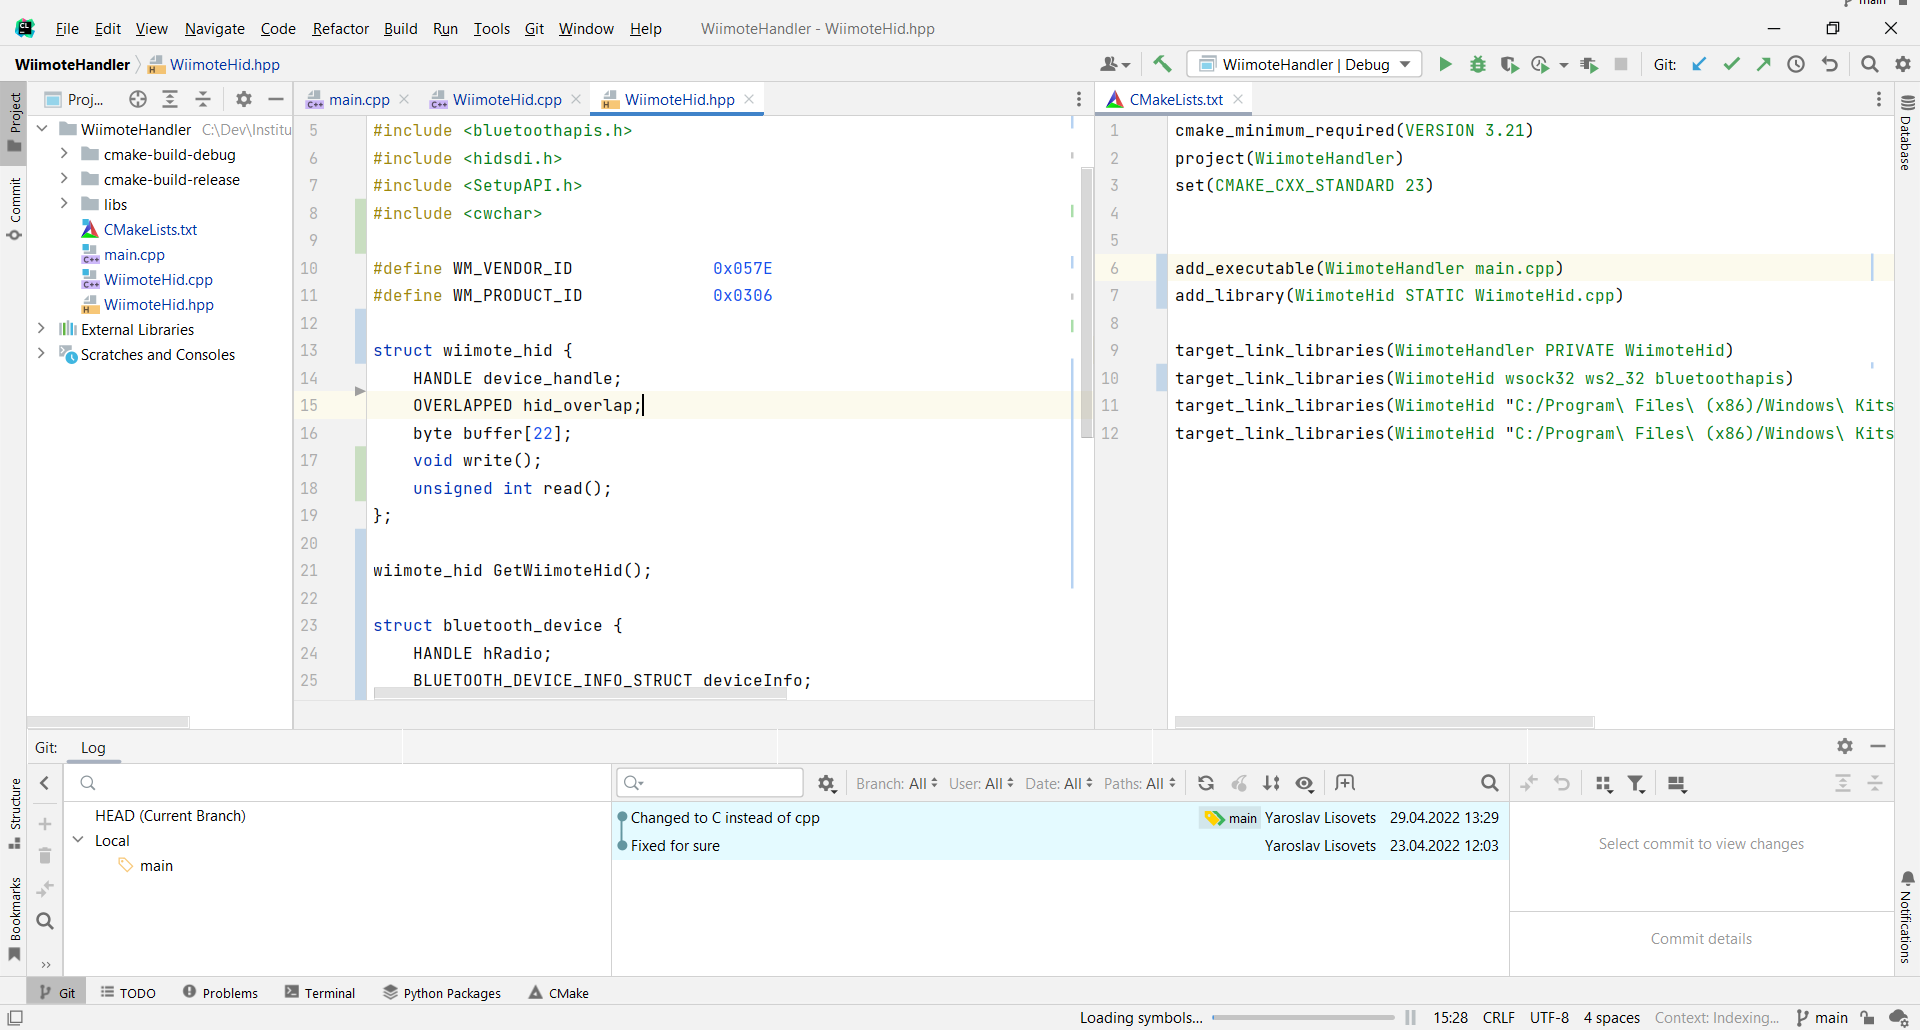 main
File Edit View Navigate Code Refactor Build Run Tools Git Window Help WiimoteHandler - WiimoteHid.hpp
WiimoteHandler WiimoteHid.hpp WiimoteHandler | Debug Git:
Project
Commit
Structure
Bookmarks
Proj...
WiimoteHandler C:\Dev\Institu
cmake-build-debug
cmake-build-release
libs
CMakeLists.txt
main.cpp
WiimoteHid.cpp
WiimoteHid.hpp
External Libraries
Scratches and Consoles
main.cpp WiimoteHid.cpp WiimoteHid.hpp
5 #include <bluetoothapis.h>
6 #include <hidsdi.h>
7 #include <SetupAPI.h>
8 #include <cwchar>
9
10 #define WM_VENDOR_ID 0x057E
11 #define WM_PRODUCT_ID 0x0306
12
13 struct wiimote_hid {
14 HANDLE device_handle;
15 OVERLAPPED hid_overlap;
16 byte buffer[22];
17 void write();
18 unsigned int read();
19 };
20
21 wiimote_hid GetWiimoteHid();
22
23 struct bluetooth_device {
24 HANDLE hRadio;
25 BLUETOOTH_DEVICE_INFO_STRUCT deviceInfo;
CMakeLists.txt
1 cmake_minimum_required(VERSION 3.21)
2 project(WiimoteHandler)
3 set(CMAKE_CXX_STANDARD 23)
4
5
6 add_executable(WiimoteHandler main.cpp)
7 add_library(WiimoteHid STATIC WiimoteHid.cpp)
8
9 target_link_libraries(WiimoteHandler PRIVATE WiimoteHid)
10 target_link_libraries(WiimoteHid wsock32 ws2_32 bluetoothapis)
11 target_link_libraries(WiimoteHid "C:/Program\ Files\ (x86)/Windows\ Kits
12 target_link_libraries(WiimoteHid "C:/Program\ Files\ (x86)/Windows\ Kits
Database
Notifications
Git: Log
HEAD (Current Branch)
Local
main
Branch: All User: All Date: All Paths: All
Changed to C instead of cpp main Yaroslav Lisovets 29.04.2022 13:29
Fixed for sure Yaroslav Lisovets 23.04.2022 12:03
Select commit to view changes
Commit details
Git TODO Problems Terminal Python Packages CMake
Loading symbols... 15:28 CRLF UTF-8 4 spaces Context: Indexing... main